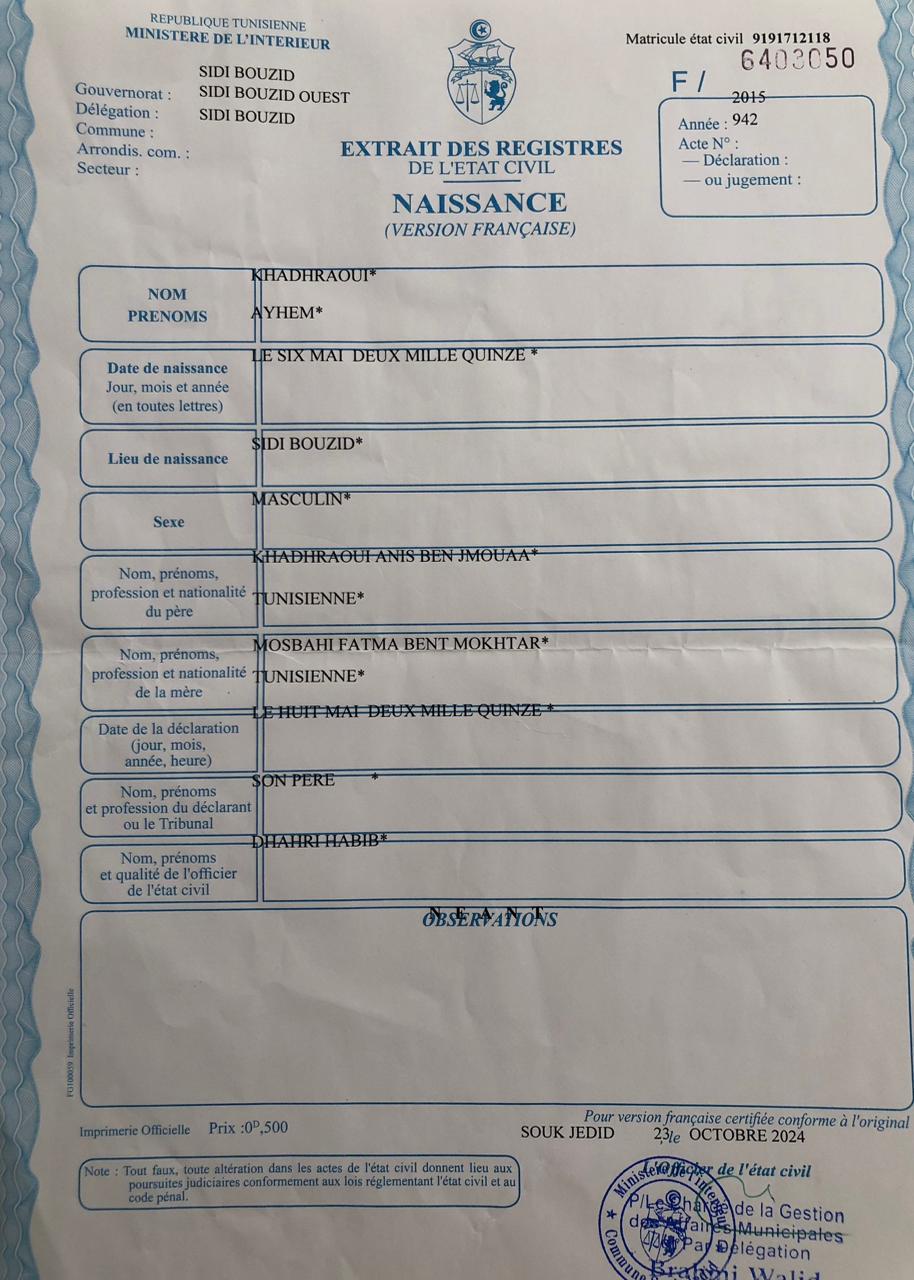 REPUBLIQUE TUNISIENNE
MINISTERE DE L'INTERIEUR
Matricule état civil 9191712118
6403050
F /
SIDI BOUZID
Gouvernorat : SIDI BOUZID OUEST
Délégation : SIDI BOUZID
Commune :
Arrondis. com. :
Secteur :
2015
Année : 942
Acte N° :
— Déclaration :
— ou jugement :
EXTRAIT DES REGISTRES
DE L'ETAT CIVIL
NAISSANCE
(VERSION FRANÇAISE)
NOM
PRENOMS
KHADHRAOUI*
AYHEM*
Date de naissance
Jour, mois et année
(en toutes lettres)
LE SIX MAI DEUX MILLE QUINZE *
Lieu de naissance
SIDI BOUZID*
Sexe
MASCULIN*
Nom, prénoms,
profession et nationalité
du père
KHADHRAOUI ANIS BEN JMOUAA*
TUNISIENNE*
Nom, prénoms,
profession et nationalité
de la mère
MOSBAHI FATMA BENT MOKHTAR*
TUNISIENNE*
Date de la déclaration
(jour, mois,
année, heure)
LE HUIT MAI DEUX MILLE QUINZE *
Nom, prénoms
et profession du déclarant
ou le Tribunal
SON PERE *
Nom, prénoms
et qualité de l'officier
de l'état civil
DHAHRI HABIB*
N E A N T
OBSERVATIONS
FG100059 Imprimerie Officielle
Imprimerie Officielle Prix :0ᴰ,500
Pour version française certifiée conforme à l'original
SOUK JEDID 23 le OCTOBRE 2024
L'Officier de l'état civil
Note : Tout faux, toute altération dans les actes de l'état civil donnent lieu aux
poursuites judiciaires conformement aux lois réglementant l'état civil et au
code pénal.
Ministère de l'Interieur
Commune
P/Le Chargé de la Gestion
des Affaires Municipales
Par Délégation
Brahmi Walid